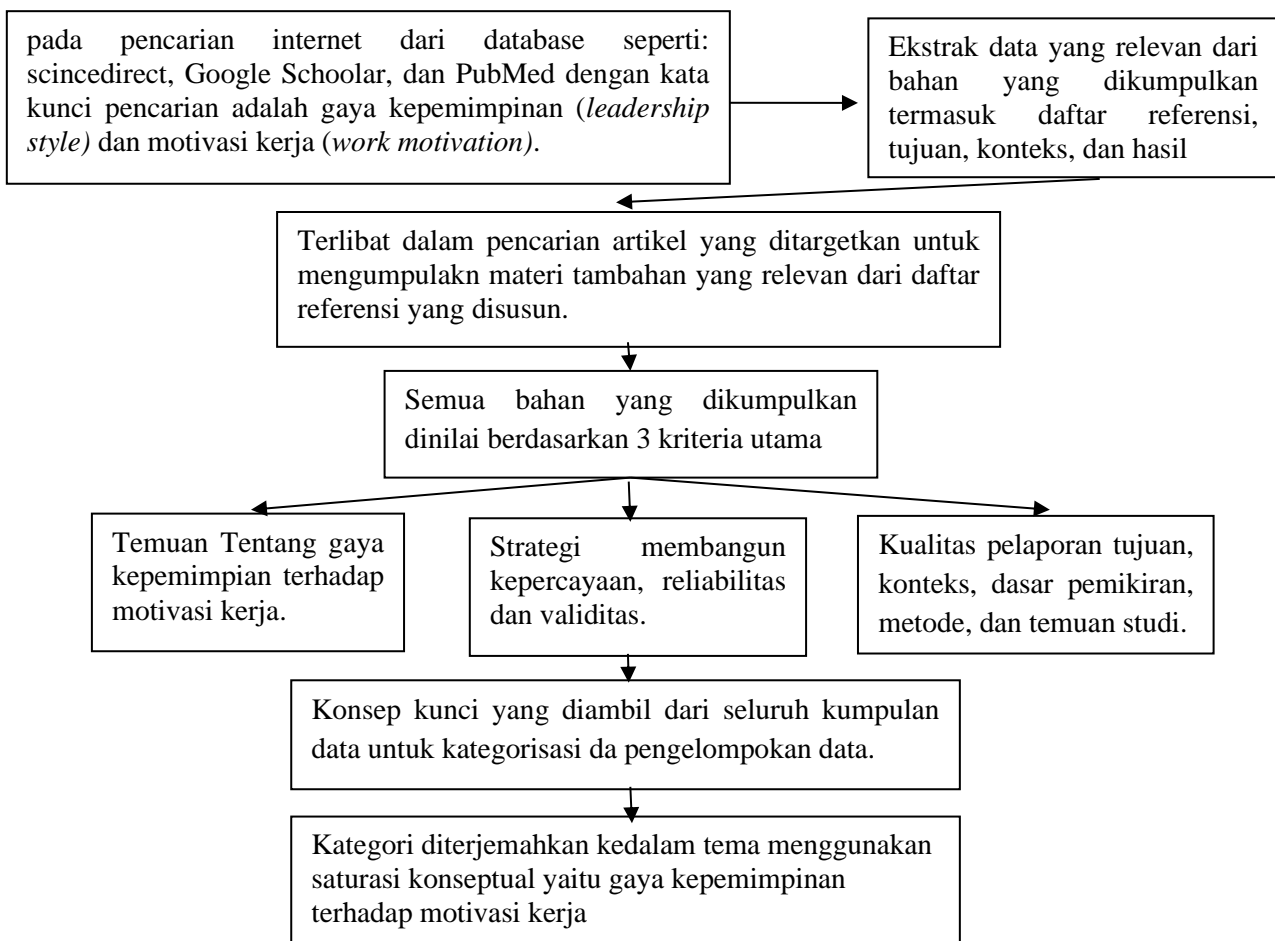 pada pencarian internet dari database seperti:
scincedirect, Google Schoolar, dan PubMed dengan kata
kunci pencarian adalah gaya kepemimpinan (leadership
style) dan motivasi kerja (work motivation).
Ekstrak data yang relevan dari
bahan yang dikumpulkan
termasuk daftar referensi,
tujuan, konteks, dan hasil
Terlibat dalam pencarian artikel yang ditargetkan untuk
mengumpulakn materi tambahan yang relevan dari daftar
referensi yang disusun.
Semua bahan yang dikumpulkan
dinilai berdasarkan 3 kriteria utama
Temuan Tentang gaya
kepemimpian terhadap
motivasi kerja.
Strategi membangun
kepercayaan, reliabilitas
dan validitas.
Kualitas pelaporan tujuan,
konteks, dasar pemikiran,
metode, dan temuan studi.
Konsep kunci yang diambil dari seluruh kumpulan
data untuk kategorisasi da pengelompokan data.
Kategori diterjemahkan kedalam tema menggunakan
saturasi konseptual yaitu gaya kepemimpinan
terhadap motivasi kerja